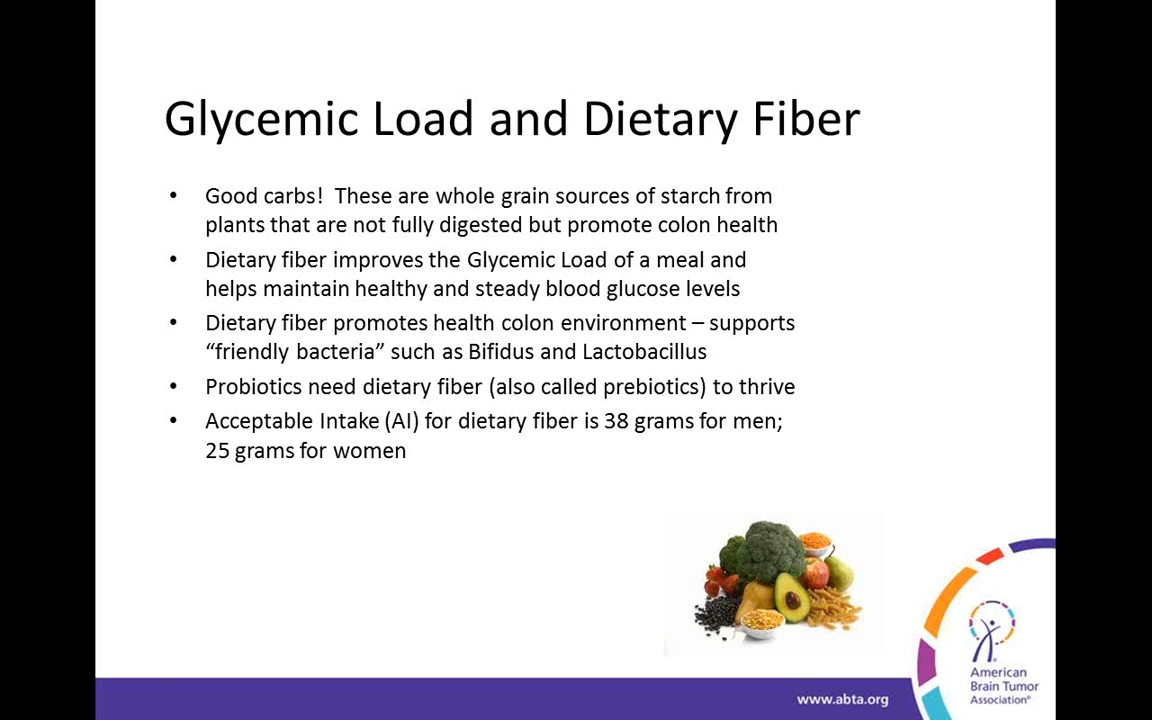 Glycemic Load and Dietary Fiber
• Good carbs!  These are whole grain sources of starch from
plants that are not fully digested but promote colon health
• Dietary fiber improves the Glycemic Load of a meal and
helps maintain healthy and steady blood glucose levels
• Dietary fiber promotes health colon environment – supports
“friendly bacteria” such as Bifidus and Lactobacillus
• Probiotics need dietary fiber (also called prebiotics) to thrive
• Acceptable Intake (AI) for dietary fiber is 38 grams for men;
25 grams for women
American
Brain Tumor
Association®
www.abta.org